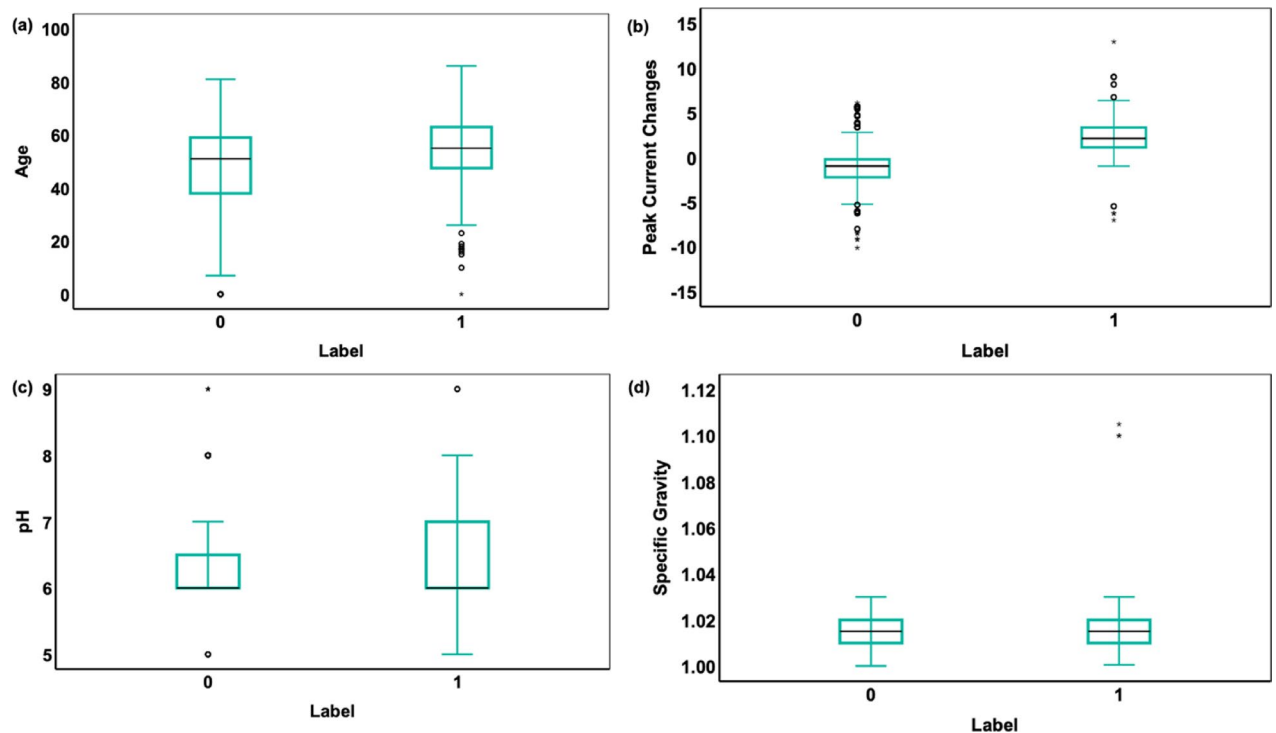 (a)
Age
100
80
60
40
20
0
0 1
Label
(b)
Peak Current Changes
15
10
5
0
-5
-10
-15
0 1
Label
(c)
pH
9
8
7
6
5
0 1
Label
(d)
Specific Gravity
1.12
1.10
1.08
1.06
1.04
1.02
1.00
0 1
Label